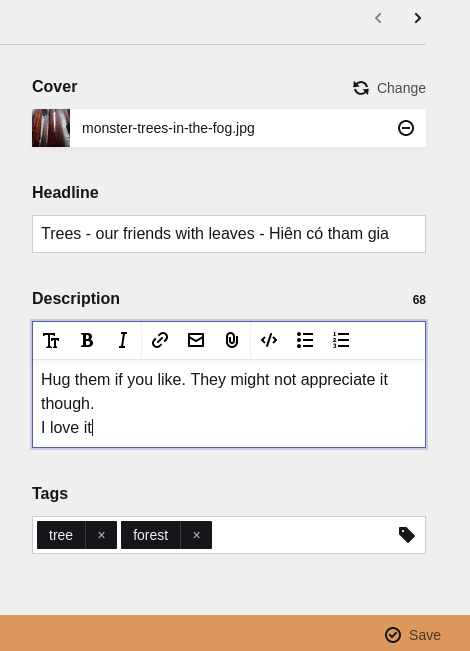 Cover
Change
monster-trees-in-the-fog.jpg
Headline
Trees - our friends with leaves - Hiên có tham gia
Description
68
Hug them if you like. They might not appreciate it
though.
I love it
Tags
tree ×
forest ×
Save